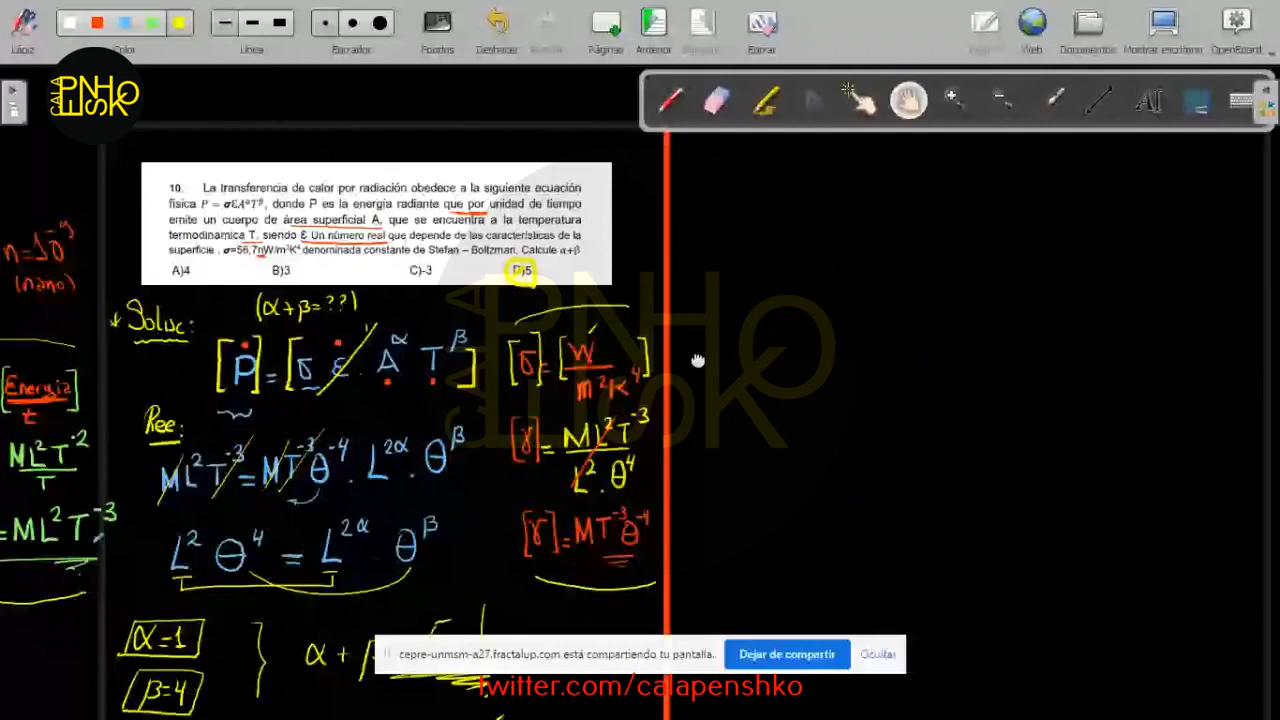 Lápiz Color Línea Borrador Fondos Deshacer Páginas Anterior Borrar Web Documentos Mostrar escritorio OpenBoard
CALA PENSHKO
10. La transferencia de calor por radiación obedece a la siguiente ecuación
física P = σƐAᵅTᵝ, donde P es la energía radiante que por unidad de tiempo
emite un cuerpo de área superficial A, que se encuentra a la temperatura
termodinamica T, siendo Ɛ Un número real que depende de las características de la
superficie , σ=56,7nW/m²K⁴ denominada constante de Stefan – Boltzman. Calcule α+β
A)4 B)3 C)-3 D)5
n=10⁻⁹
(nano)
[Energía]
t
ML²T⁻²
T
=ML²T⁻³
Soluc: (α+β=??)
[P]=[σ Ɛ A^α T^β]
Ree:
ML²T⁻³=MT⁻³θ⁻⁴ . L^2α . θ^β
L² θ⁴ = L^2α θ^β
α=1
β=4
α +
[σ]=[W
m²K⁴]
[σ]=ML²T⁻³
L² . θ⁴
[σ]=MT⁻³θ⁻⁴
cepre-unmsm-a27.fractalup.com está compartiendo tu pantalla. Dejar de compartir Ocultar
twitter.com/calapenshko